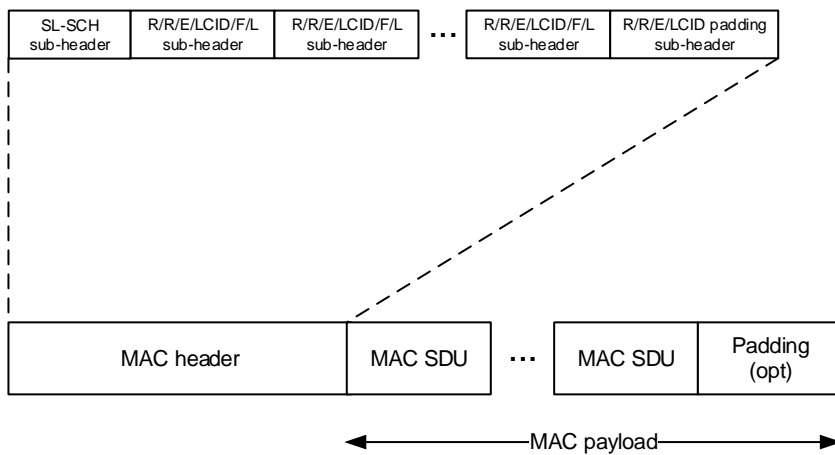 SL-SCH
sub-header
R/R/E/LCID/F/L
sub-header
R/R/E/LCID/F/L
sub-header
...
R/R/E/LCID/F/L
sub-header
R/R/E/LCID padding
sub-header
MAC header
MAC SDU
...
MAC SDU
Padding
(opt)
MAC payload